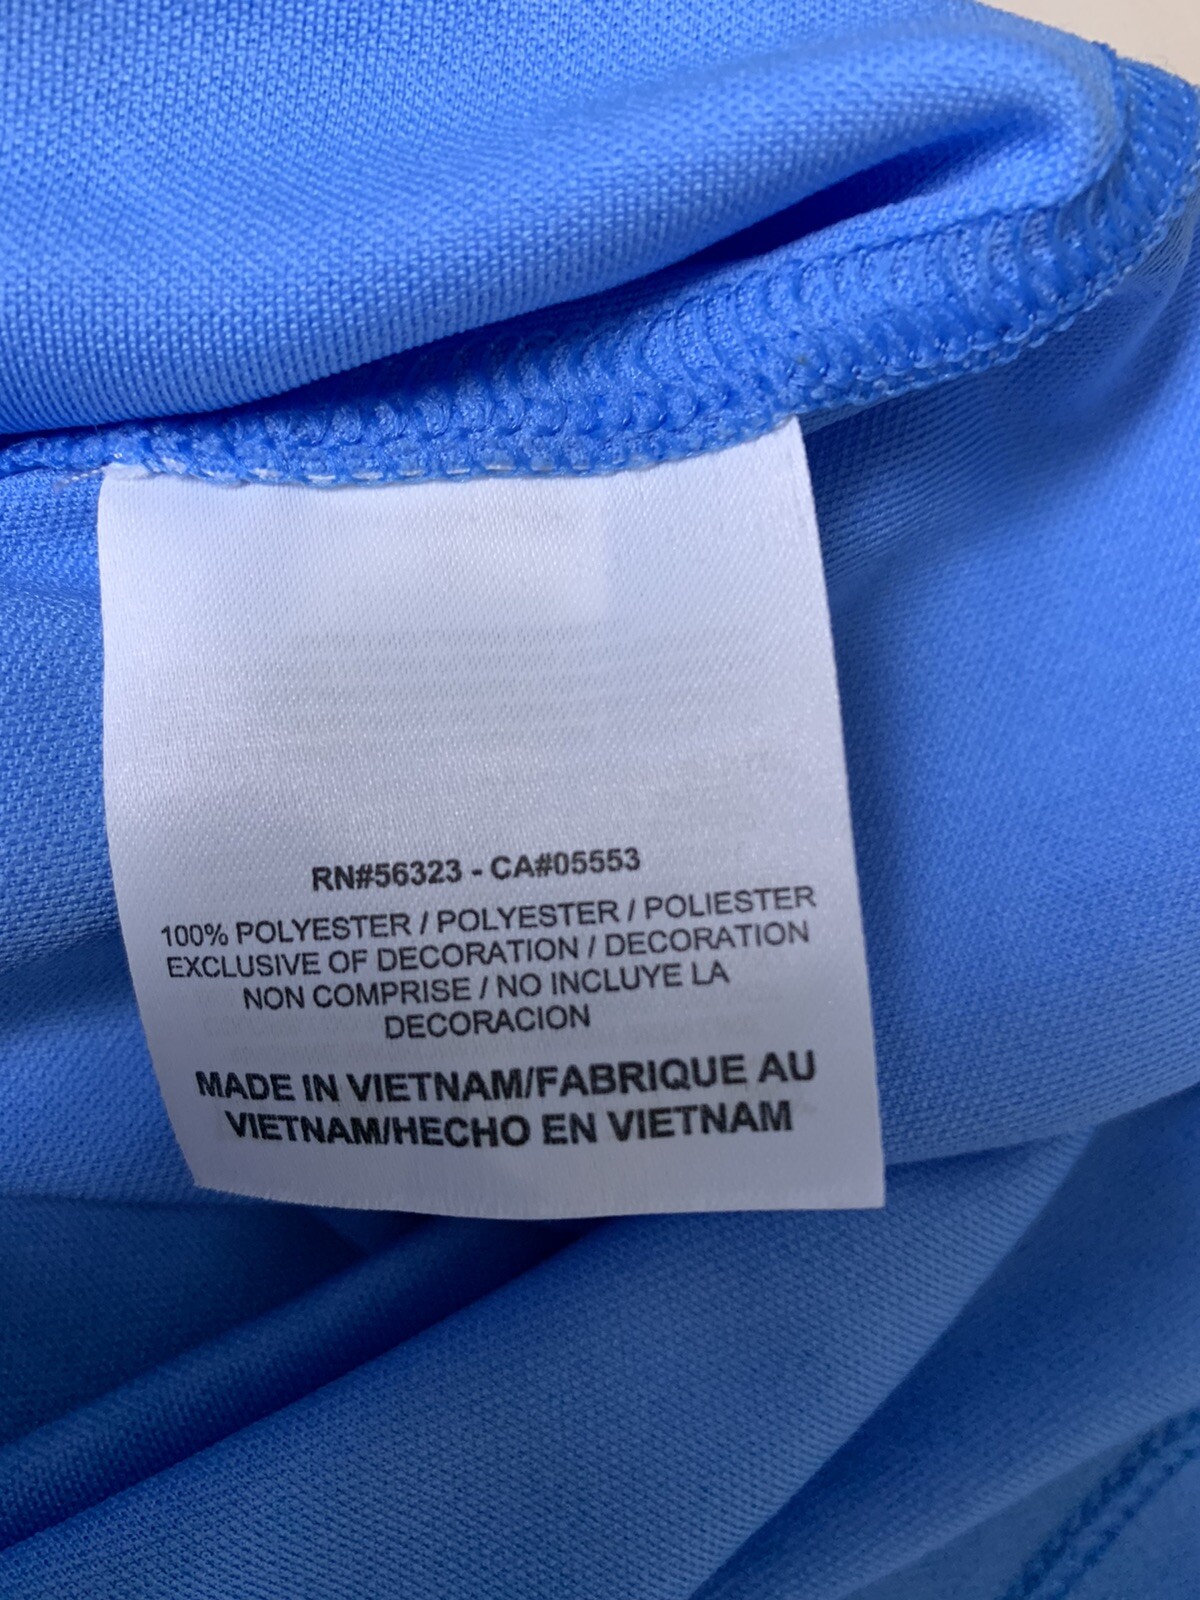 RN#56323 - CA#05553
100% POLYESTER / POLYESTER / POLIESTER
EXCLUSIVE OF DECORATION / DECORATION
NON COMPRISE / NO INCLUYE LA
DECORACION
MADE IN VIETNAM/FABRIQUE AU
VIETNAM/HECHO EN VIETNAM